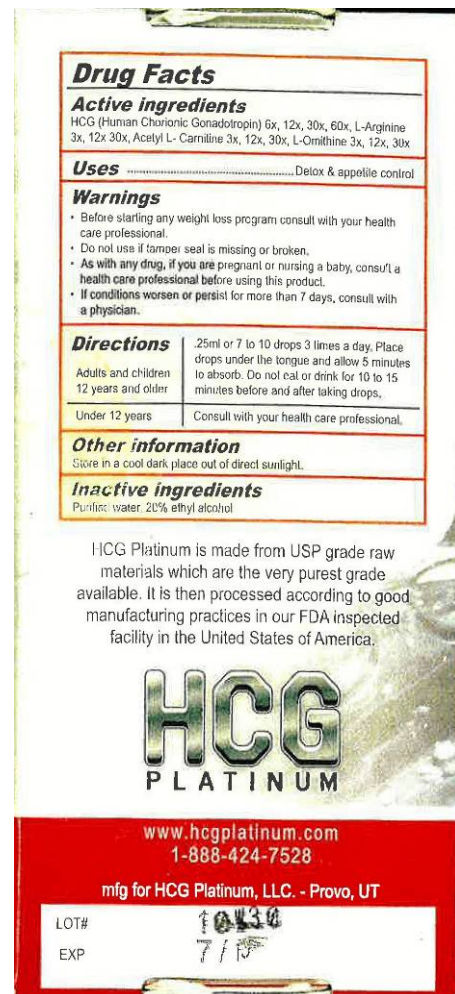 Drug Facts
Active ingredients
HCG (Human Chorionic Gonadotropin) 6x, 12x, 30x, 60x, L-Arginine
3x, 12x 30x, Acetyl L- Carnitine 3x, 12x, 30x, L-Ornithine 3x, 12x, 30x
Uses ........................................................ Detox & appetite control
Warnings
• Before starting any weight loss program consult with your health
care professional.
• Do not use if tamper seal is missing or broken.
• As with any drug, if you are pregnant or nursing a baby, consult a
health care professional before using this product.
• If conditions worsen or persist for more than 7 days, consult with
a physician.
Directions
Adults and children
12 years and older
.25ml or 7 to 10 drops 3 times a day, Place
drops under the tongue and allow 5 minutes
to absorb. Do not eat or drink for 10 to 15
minutes before and after taking drops.
Under 12 years
Consult with your health care professional.
Other information
Store in a cool dark place out of direct sunlight.
Inactive ingredients
Purified water, 20% ethyl alcohol
HCG Platinum is made from USP grade raw
materials which are the very purest grade
available. It is then processed according to good
manufacturing practices in our FDA inspected
facility in the United States of America.
HCG
PLATINUM
www.hcgplatinum.com
1-888-424-7528
mfg for HCG Platinum, LLC. - Provo, UT
LOT#
EXP